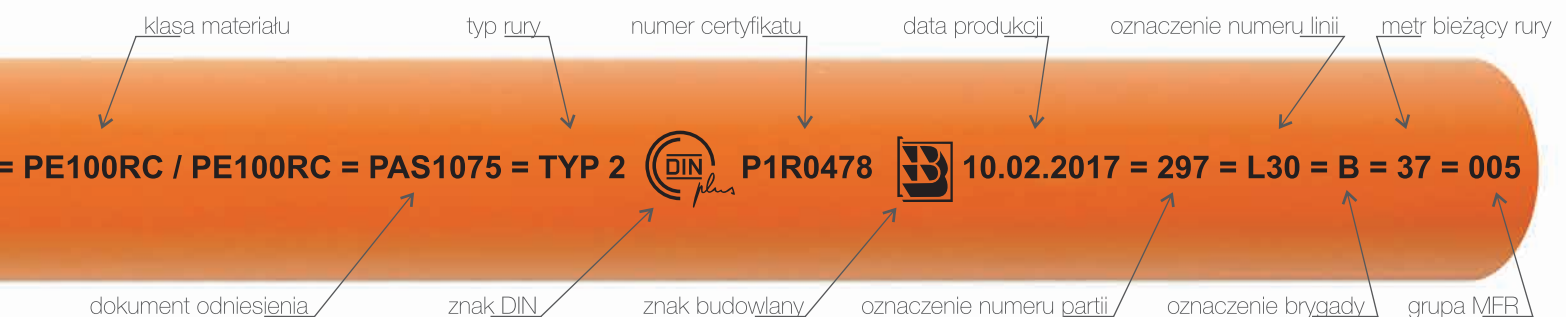 klasa materiału typ rury numer certyfikatu data produkcji oznaczenie numeru linii metr bieżący rury
= PE100RC / PE100RC = PAS1075 = TYP 2 DIN plus P1R0478 B 10.02.2017 = 297 = L30 = B = 37 = 005
dokument odniesienia znak DIN znak budowlany oznaczenie numeru partii oznaczenie brygady grupa MFR